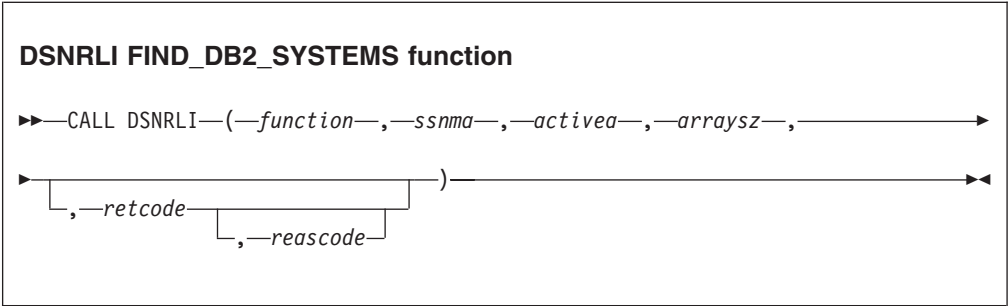 DSNRLI FIND_DB2_SYSTEMS function
CALL DSNRLI ( function , ssnma , activea , arraysz ,
)
, retcode
, reascode